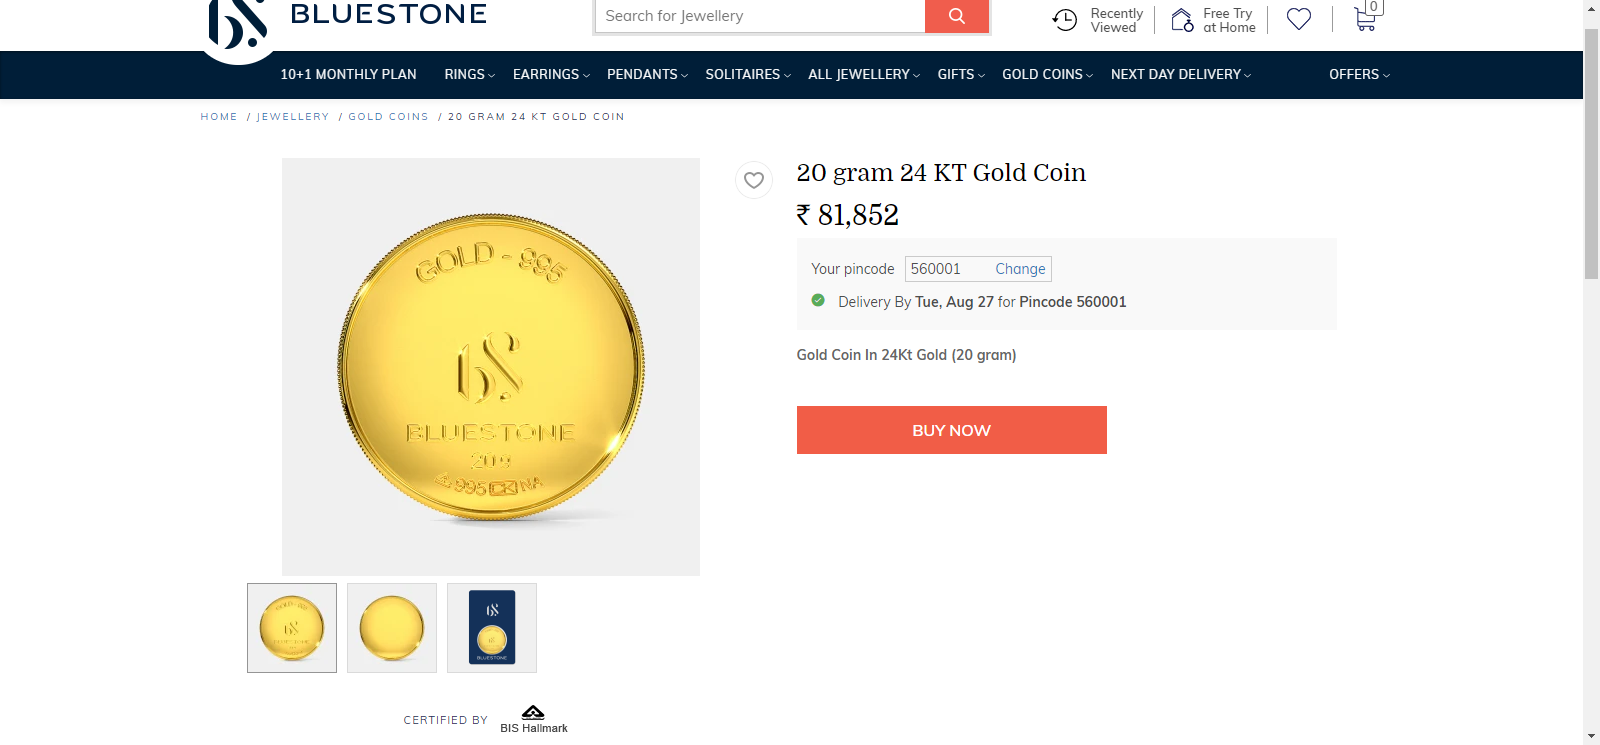 BLUESTONE
Search for Jewellery
Recently Viewed
Free Try at Home
0
10+1 MONTHLY PLAN RINGS EARRINGS PENDANTS SOLITAIRES ALL JEWELLERY GIFTS GOLD COINS NEXT DAY DELIVERY OFFERS
HOME / JEWELLERY / GOLD COINS / 20 GRAM 24 KT GOLD COIN
GOLD - 995
BLUESTONE
20g
995 NA
20 gram 24 KT Gold Coin
₹ 81,852
Your pincode 560001 Change
Delivery By Tue, Aug 27 for Pincode 560001
Gold Coin In 24Kt Gold (20 gram)
BUY NOW
BLUESTONE
CERTIFIED BY
BIS Hallmark